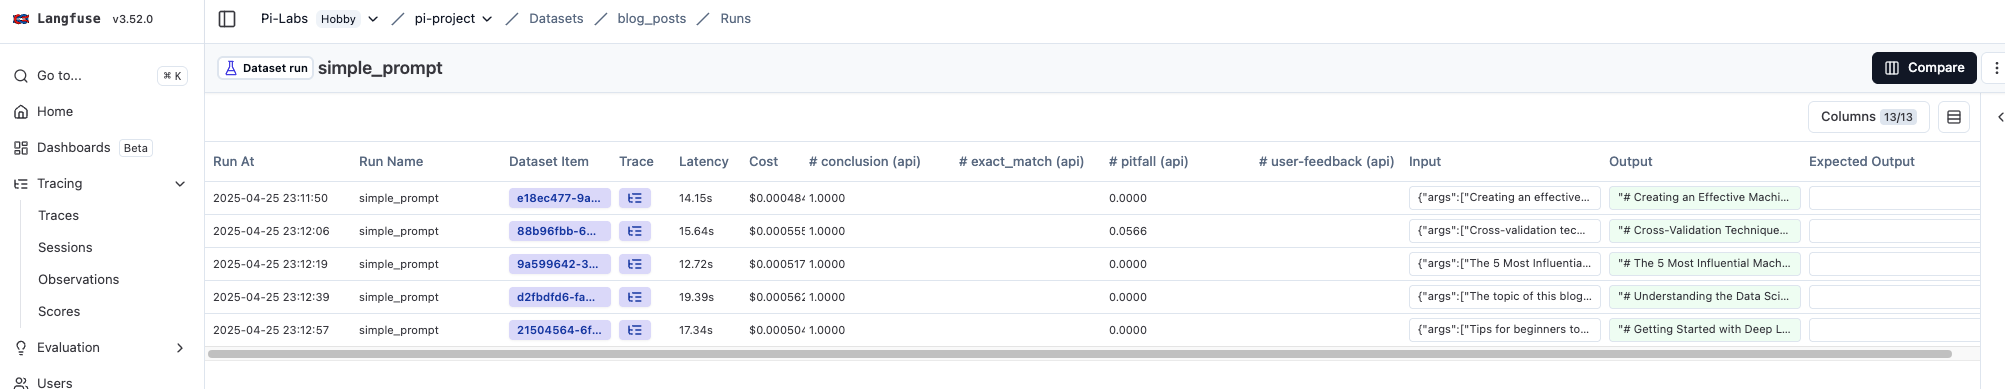 Langfuse v3.52.0
Pi-Labs Hobby / pi-project / Datasets / blog_posts / Runs
Go to... ⌘ K
Home
Dashboards Beta
Tracing
Traces
Sessions
Observations
Scores
Evaluation
Users
Dataset run simple_prompt
Compare
Columns 13/13
Run At Run Name Dataset Item Trace Latency Cost # conclusion (api) # exact_match (api) # pitfall (api) # user-feedback (api) Input Output Expected Output
2025-04-25 23:11:50 simple_prompt e18ec477-9a... 14.15s $0.000484 1.0000 0.0000 {"args":["Creating an effective... "# Creating an Effective Machi...
2025-04-25 23:12:06 simple_prompt 88b96fbb-6... 15.64s $0.000555 1.0000 0.0566 {"args":["Cross-validation tec... "# Cross-Validation Technique...
2025-04-25 23:12:19 simple_prompt 9a599642-3... 12.72s $0.000517 1.0000 0.0000 {"args":["The 5 Most Influentia... "# The 5 Most Influential Mach...
2025-04-25 23:12:39 simple_prompt d2fbdfd6-fa... 19.39s $0.000562 1.0000 0.0000 {"args":["The topic of this blog... "# Understanding the Data Sci...
2025-04-25 23:12:57 simple_prompt 21504564-6f... 17.34s $0.000504 1.0000 0.0000 {"args":["Tips for beginners to... "# Getting Started with Deep L...